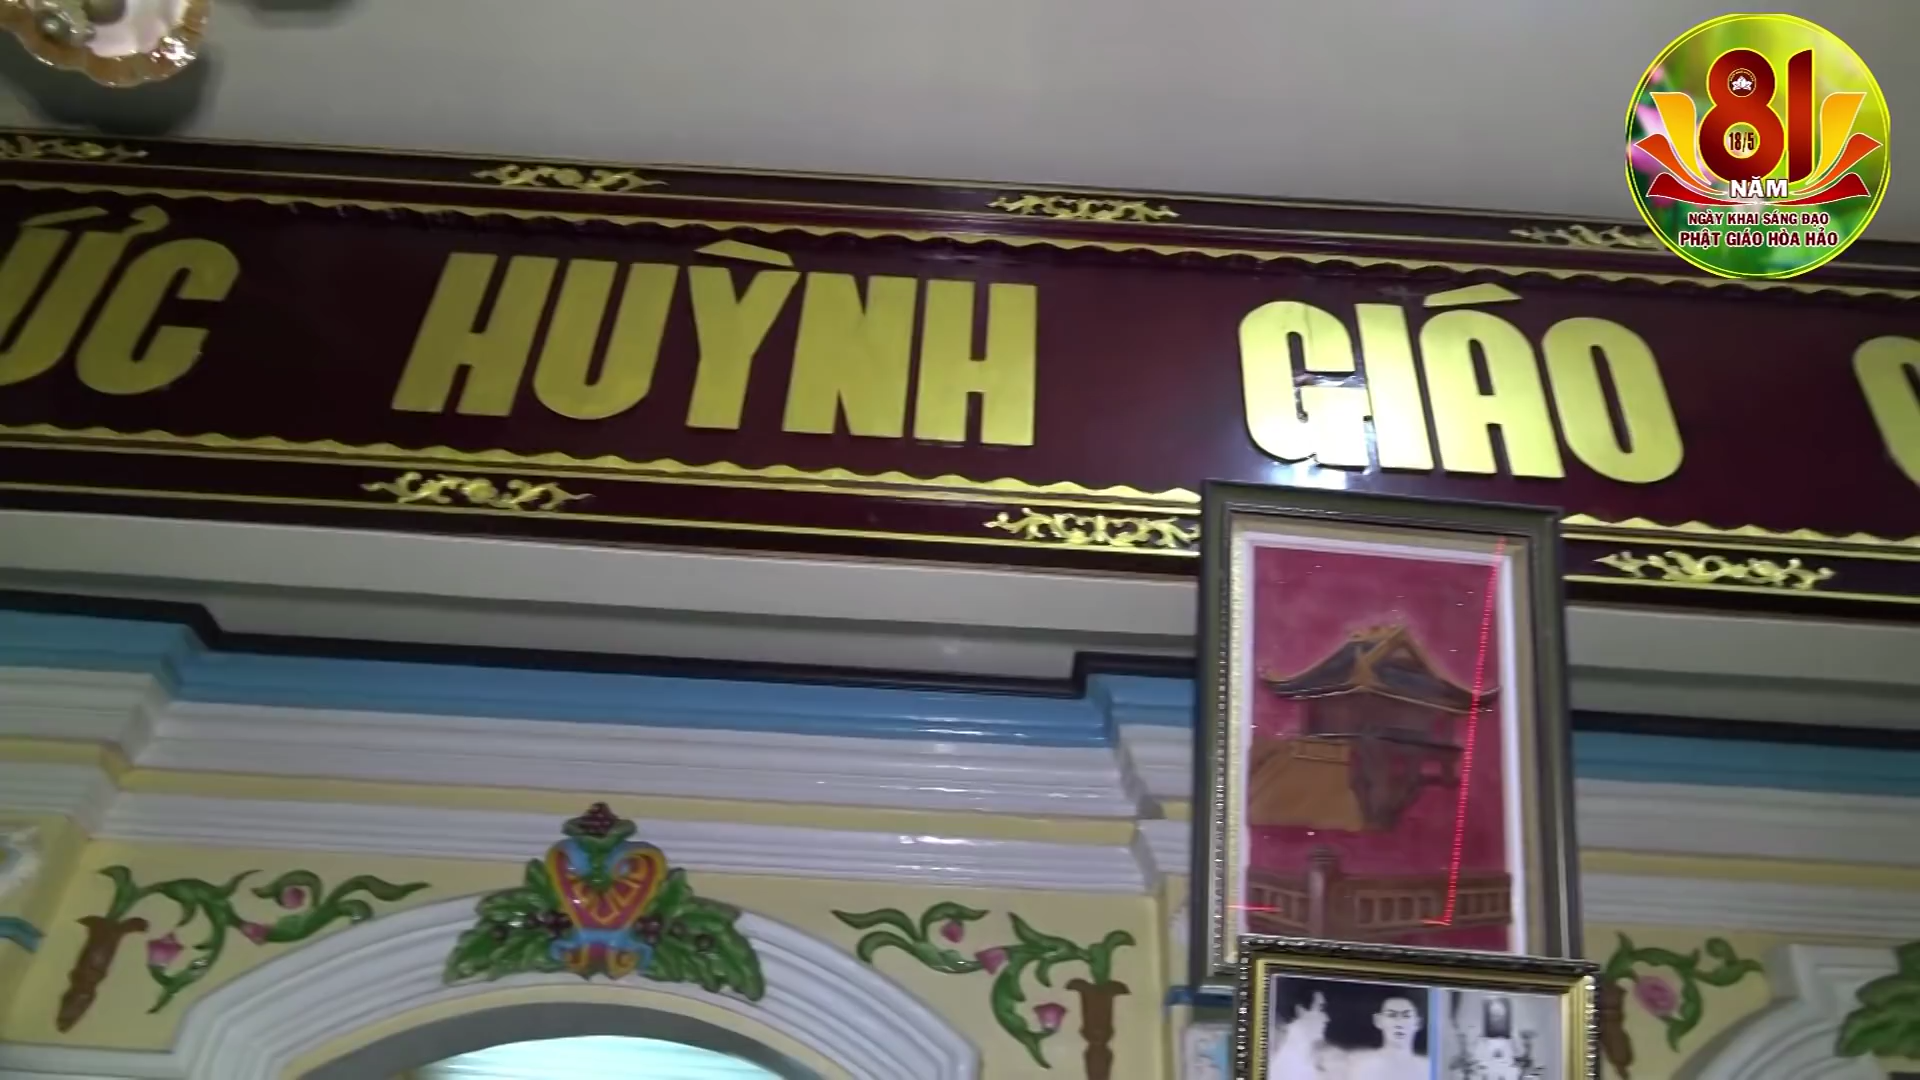 ỨC HUỲNH GIÁO
81
18/5
NĂM
NGÀY KHAI SÁNG ĐẠO
PHẬT GIÁO HÒA HẢO